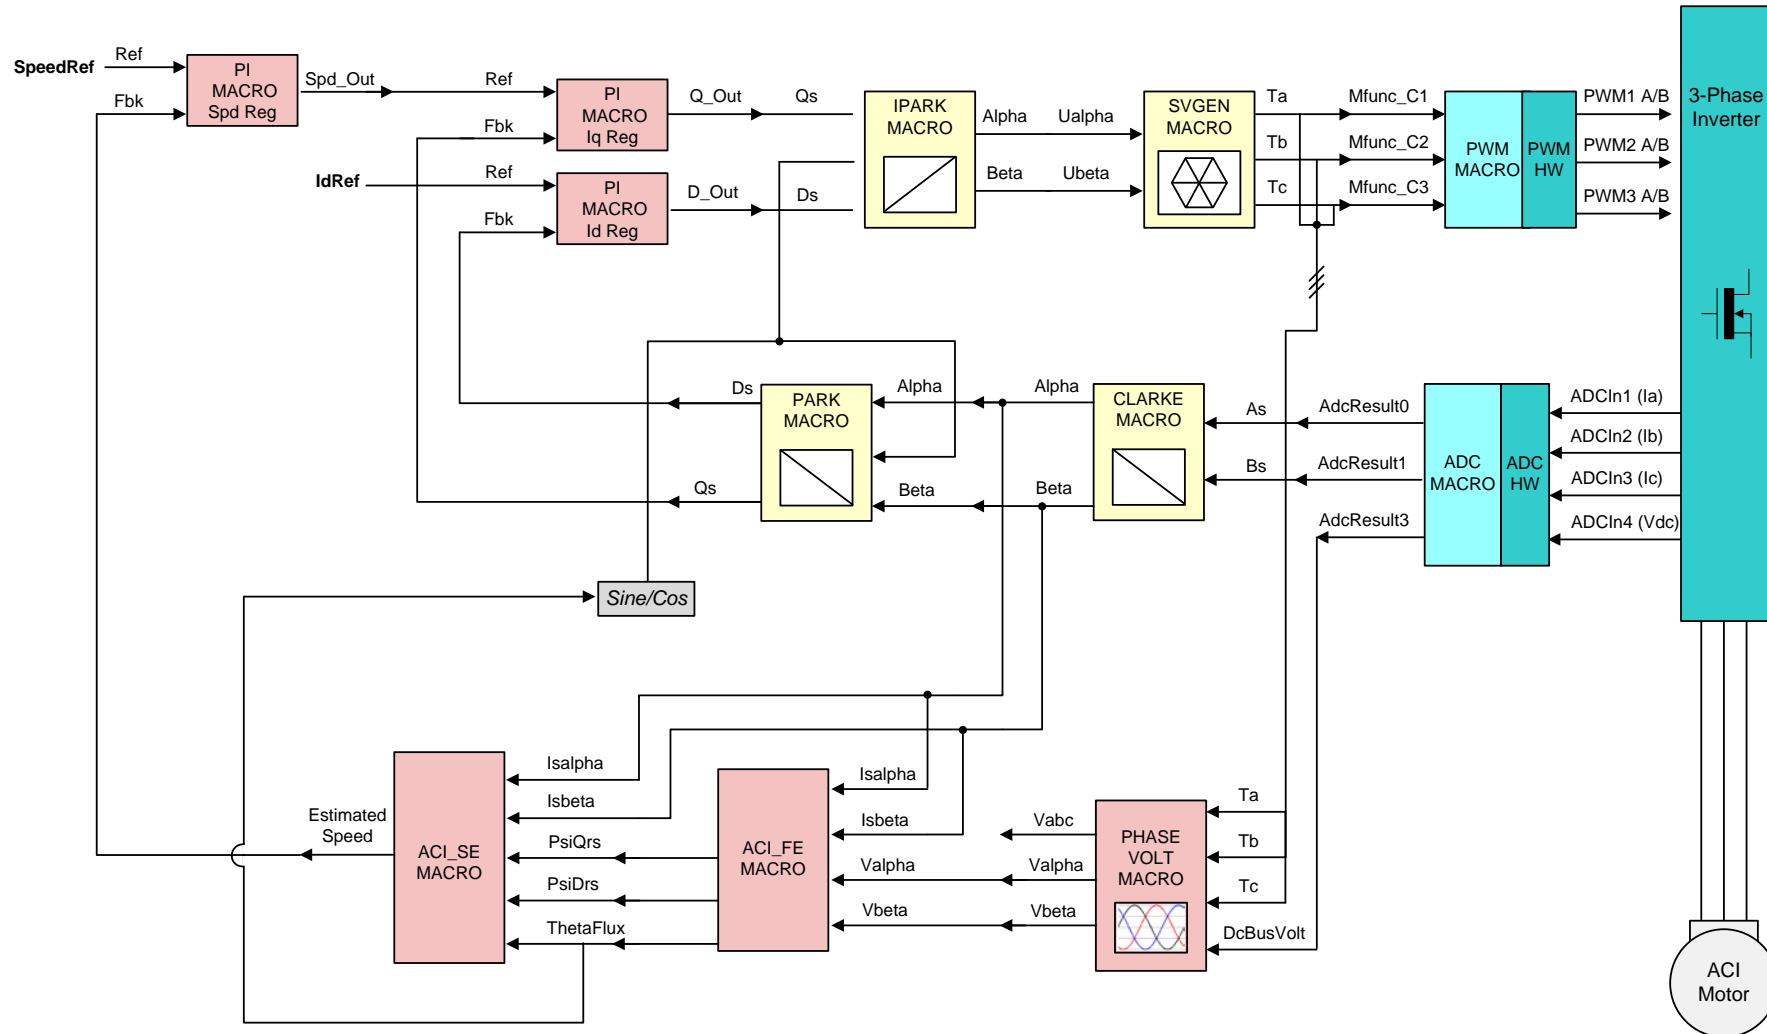 SpeedRef
Ref
Fbk
PI
MACRO
Spd Reg
Spd_Out
Ref
Fbk
PI
MACRO
Iq Reg
Q_Out
Qs
IdRef
Ref
Fbk
PI
MACRO
Id Reg
D_Out
Ds
IPARK
MACRO
Alpha
Ualpha
Beta
Ubeta
SVGEN
MACRO
Ta
Tb
Tc
Mfunc_C1
Mfunc_C2
Mfunc_C3
PWM
MACRO
PWM
HW
PWM1 A/B
PWM2 A/B
PWM3 A/B
3-Phase
Inverter
Ds
Qs
PARK
MACRO
Alpha
Alpha
Beta
Beta
CLARKE
MACRO
As
AdcResult0
Bs
AdcResult1
AdcResult3
ADC
MACRO
ADC
HW
ADCIn1 (Ia)
ADCIn2 (Ib)
ADCIn3 (Ic)
ADCIn4 (Vdc)
Sine/Cos
Estimated
Speed
ACI_SE
MACRO
Isalpha
Isbeta
PsiQrs
PsiDrs
ThetaFlux
ACI_FE
MACRO
Isalpha
Isbeta
Valpha
Vbeta
Vabc
Valpha
Vbeta
PHASE
VOLT
MACRO
Ta
Tb
Tc
DcBusVolt
ACI
Motor